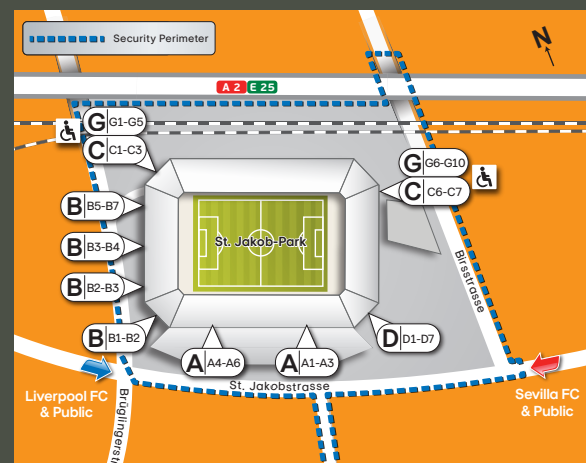 Security Perimeter
N
A 2 E 25
G G1-G5
C C1-C3
G G6-G10
C C6-C7
B B5-B7
St. Jakob-Park
B B3-B4
B B2-B3
Birsstrasse
B B1-B2
A A4-A6
A A1-A3
D D1-D7
St. Jakobstrasse
Liverpool FC
& Public
Sevilla FC
& Public
Brüglingerst